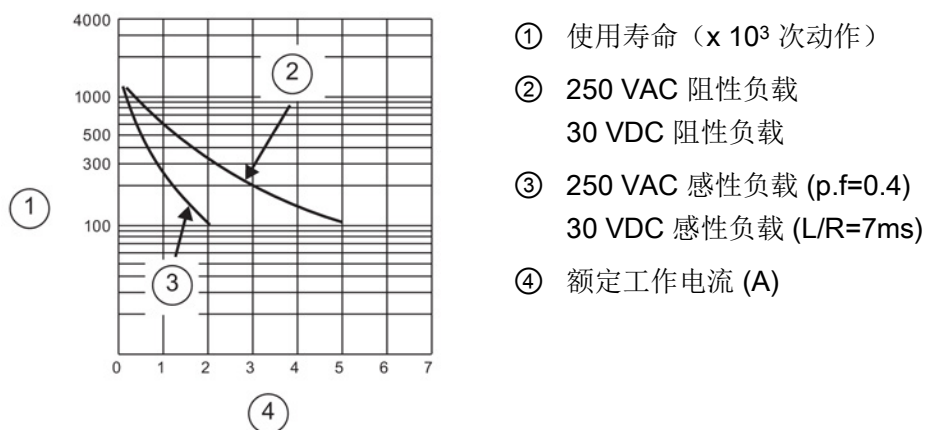 4000
1000
500
300
100
0 1 2 3 4 5 6 7
①
②
③
④
① 使用寿命（x 10³ 次动作）
② 250 VAC 阻性负载
30 VDC 阻性负载
③ 250 VAC 感性负载 (p.f=0.4)
30 VDC 感性负载 (L/R=7ms)
④ 额定工作电流 (A)